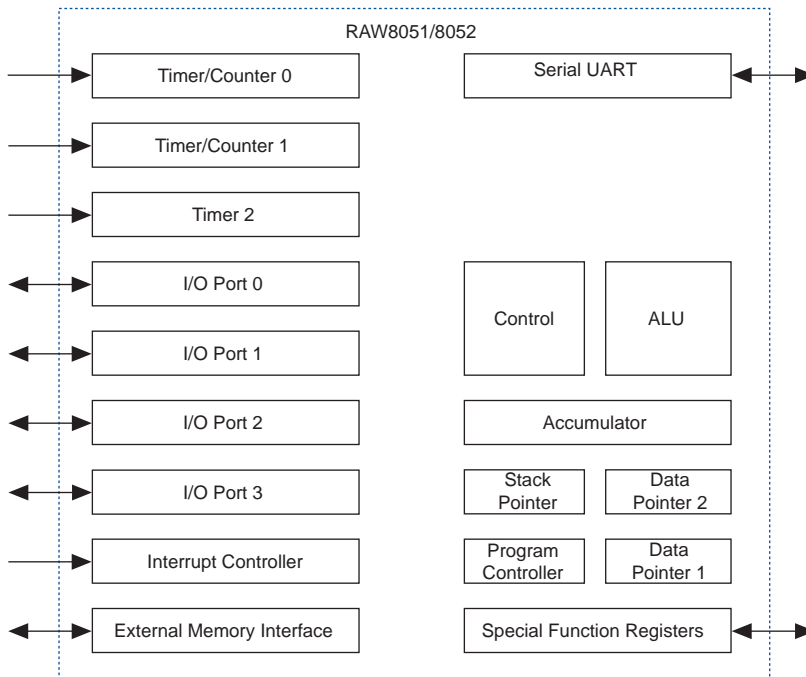 RAW8051/8052
Timer/Counter 0
Serial UART
Timer/Counter 1
Timer 2
I/O Port 0
Control
ALU
I/O Port 1
I/O Port 2
Accumulator
I/O Port 3
Stack
Pointer
Data
Pointer 2
Interrupt Controller
Program
Controller
Data
Pointer 1
External Memory Interface
Special Function Registers